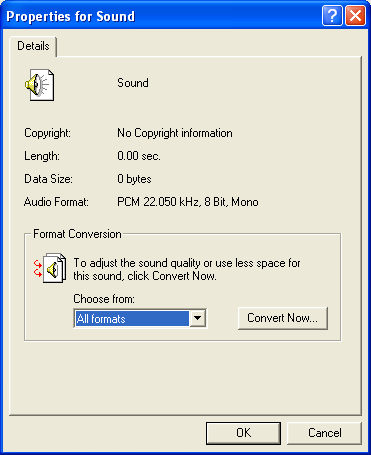 Properties for Sound
Details
Sound
Copyright: No Copyright information
Length: 0.00 sec.
Data Size: 0 bytes
Audio Format: PCM 22.050 kHz, 8 Bit, Mono
Format Conversion
To adjust the sound quality or use less space for
this sound, click Convert Now.
Choose from:
All formats
Convert Now...
OK Cancel